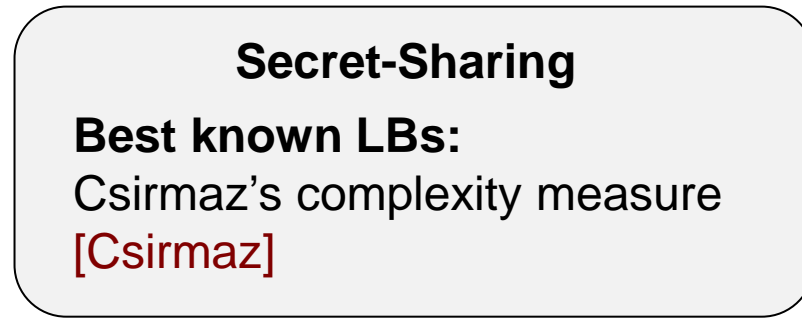 Secret-Sharing
Best known LBs:
Csirmaz's complexity measure
[Csirmaz]